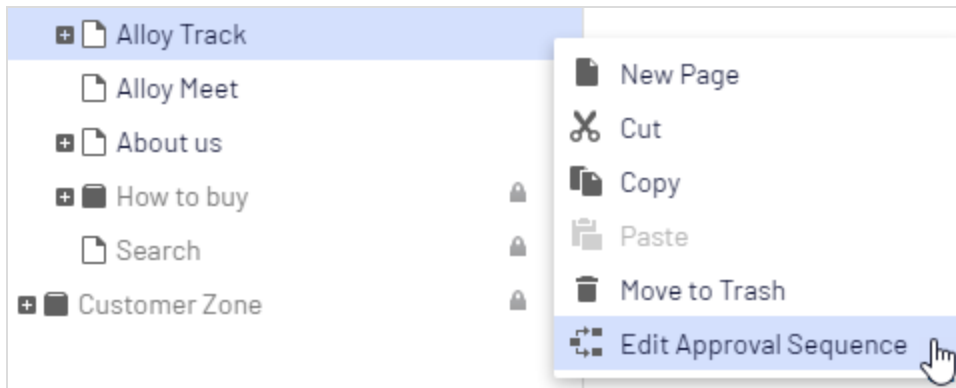 Alloy Track
Alloy Meet
About us
How to buy
Search
Customer Zone
New Page
Cut
Copy
Paste
Move to Trash
Edit Approval Sequence